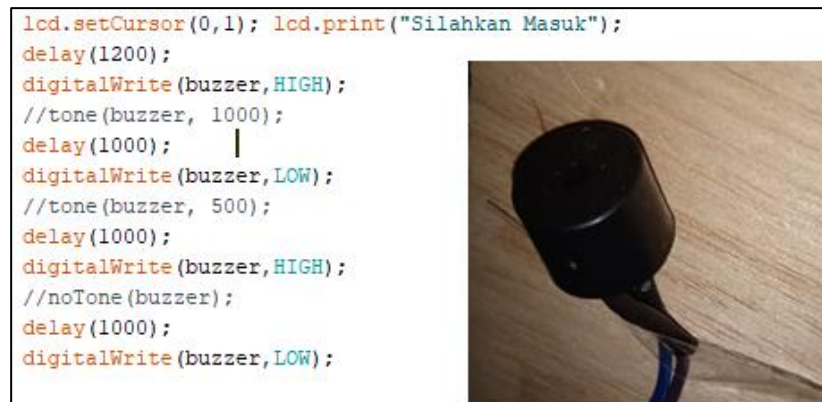 lcd.setCursor(0,1); lcd.print("Silahkan Masuk");
delay(1200);
digitalWrite(buzzer,HIGH);
//tone(buzzer, 1000);
delay(1000);
digitalWrite(buzzer,LOW);
//tone(buzzer, 500);
delay(1000);
digitalWrite(buzzer,HIGH);
//noTone(buzzer);
delay(1000);
digitalWrite(buzzer,LOW);